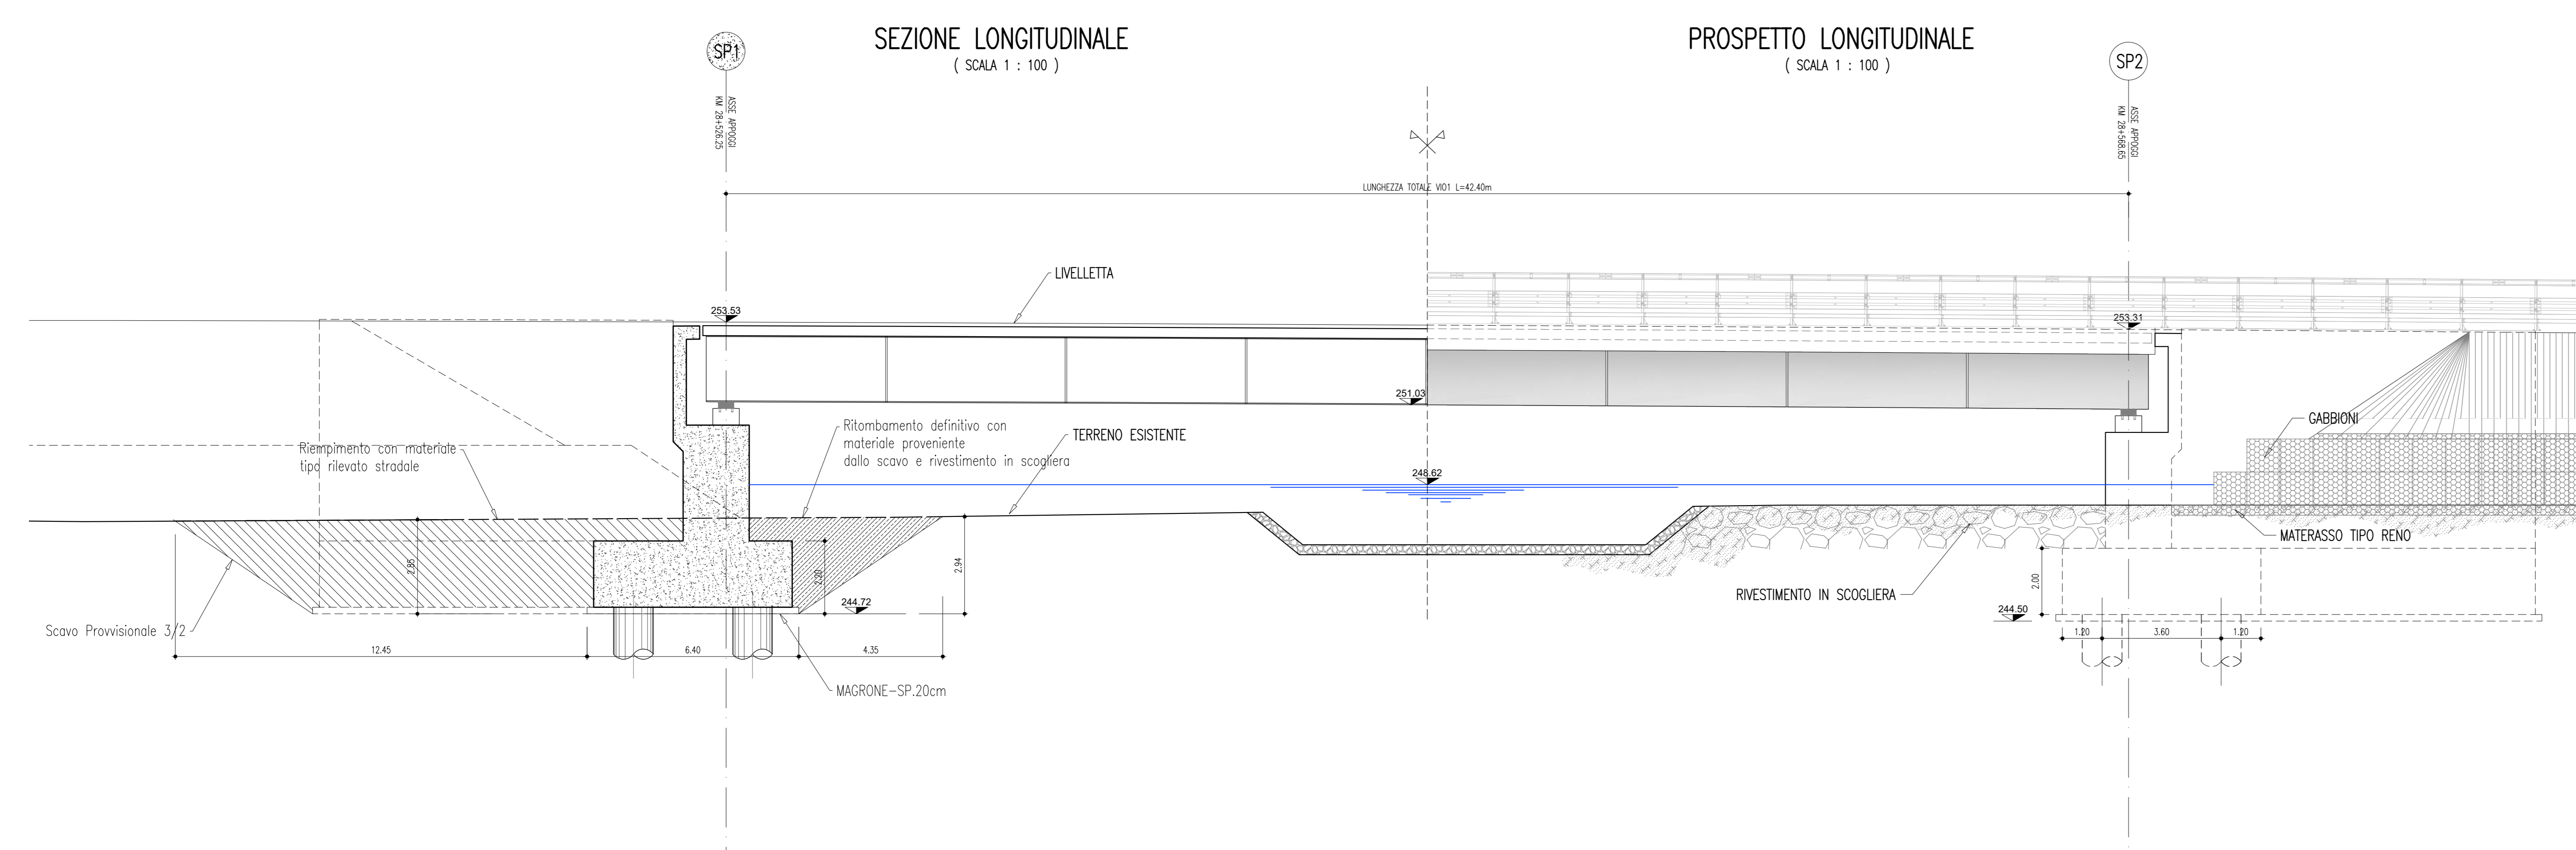 SEZIONE LONGITUDINALE
( SCALA 1 : 100 )
PROSPETTO LONGITUDINALE
( SCALA 1 : 100 )
SP1
SP2
ASSE APPOGGI
KM 28+526.25
ASSE APPOGGI
KM 28+568.65
LUNGHEZZA TOTALE VI01 L=42.40m
LIVELLETTA
253.53
253.31
251.03
Ritombamento definitivo con
materiale proveniente
dallo scavo e rivestimento in scogliera
TERRENO ESISTENTE
GABBIONI
Riempimento con materiale
tipo rilevato stradale
248.62
MATERASSO TIPO RENO
2.85
2.20
2.94
2.00
RIVESTIMENTO IN SCOGLIERA
244.72
244.50
Scavo Provvisionale 3/2
1.20
3.60
1.20
12.45
6.40
4.35
MAGRONE-SP.20cm